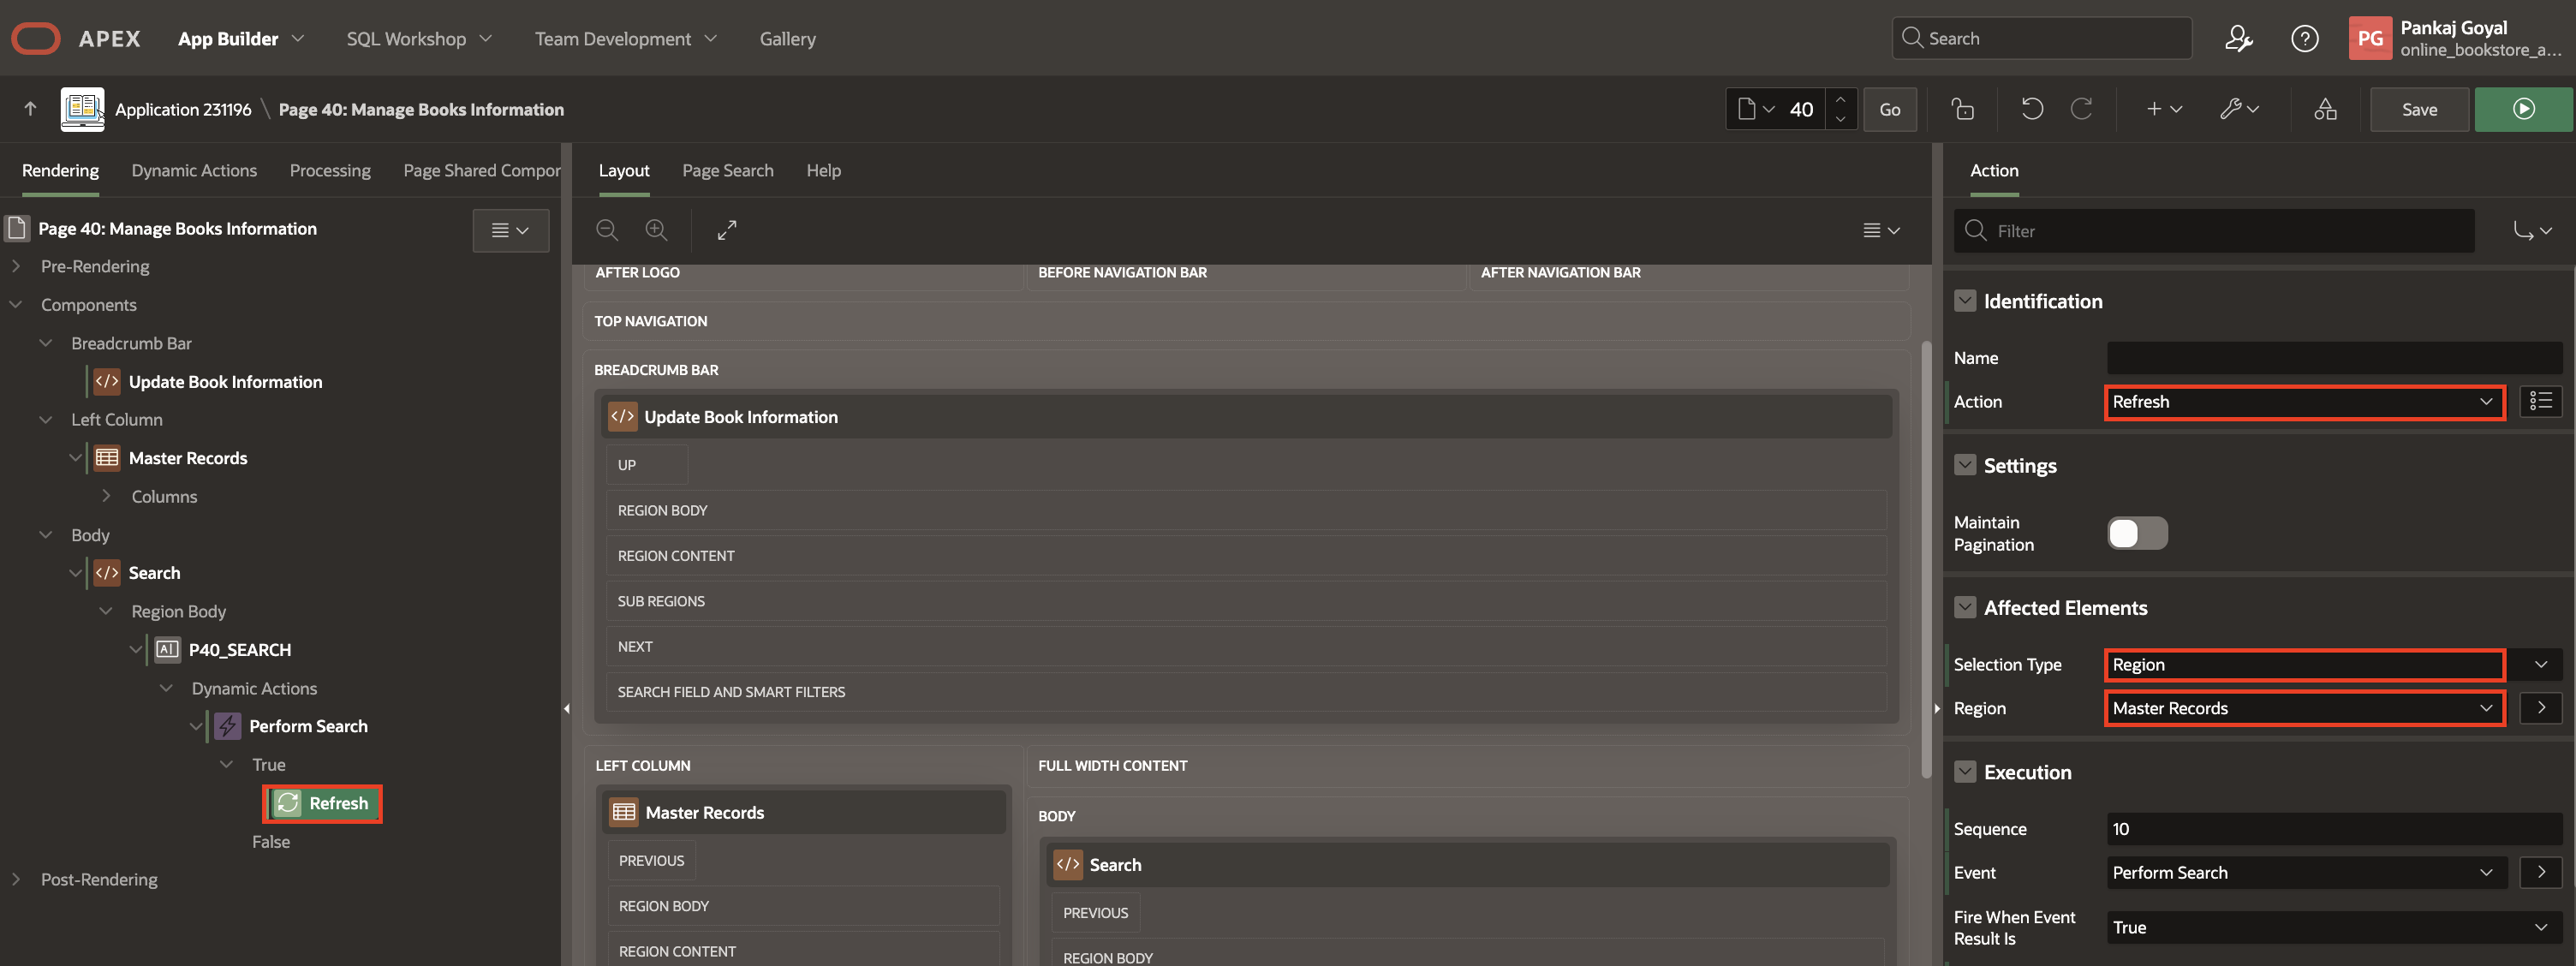 APEX App Builder SQL Workshop Team Development Gallery Search PG Pankaj Goyal
online_bookstore_a...
Application 231196 \ Page 40: Manage Books Information 40 Go Save
Rendering Dynamic Actions Processing Page Shared Compor
Page 40: Manage Books Information
Pre-Rendering
Components
Breadcrumb Bar
</> Update Book Information
Left Column
Master Records
Columns
Body
</> Search
Region Body
AI P40_SEARCH
Dynamic Actions
Perform Search
True
Refresh
False
Post-Rendering
Layout Page Search Help
AFTER LOGO BEFORE NAVIGATION BAR AFTER NAVIGATION BAR
TOP NAVIGATION
BREADCRUMB BAR
</> Update Book Information
UP
REGION BODY
REGION CONTENT
SUB REGIONS
NEXT
SEARCH FIELD AND SMART FILTERS
LEFT COLUMN
Master Records
PREVIOUS
REGION BODY
REGION CONTENT
FULL WIDTH CONTENT
BODY
</> Search
PREVIOUS
REGION BODY
Action
Filter
Identification
Name
Action Refresh
Settings
Maintain
Pagination
Affected Elements
Selection Type Region
Region Master Records
Execution
Sequence 10
Event Perform Search
Fire When Event
Result Is True